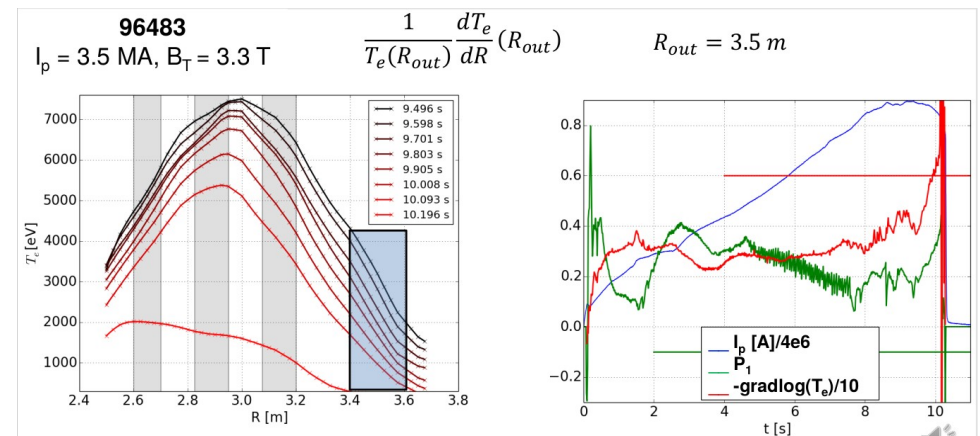 96483
I_p = 3.5 MA, B_T = 3.3 T
1/T_e(R_out) dT_e/dR (R_out)
R_out = 3.5 m
7000
6000
5000
4000
3000
2000
1000
T_e [eV]
9.496 s
9.598 s
9.701 s
9.803 s
9.905 s
10.008 s
10.093 s
10.196 s
2.4 2.6 2.8 3.0 3.2 3.4 3.6 3.8
R [m]
0.8
0.6
0.4
0.2
0.0
−0.2
I_p [A]/4e6
P_1
-gradlog(T_e)/10
0 2 4 6 8 10
t [s]